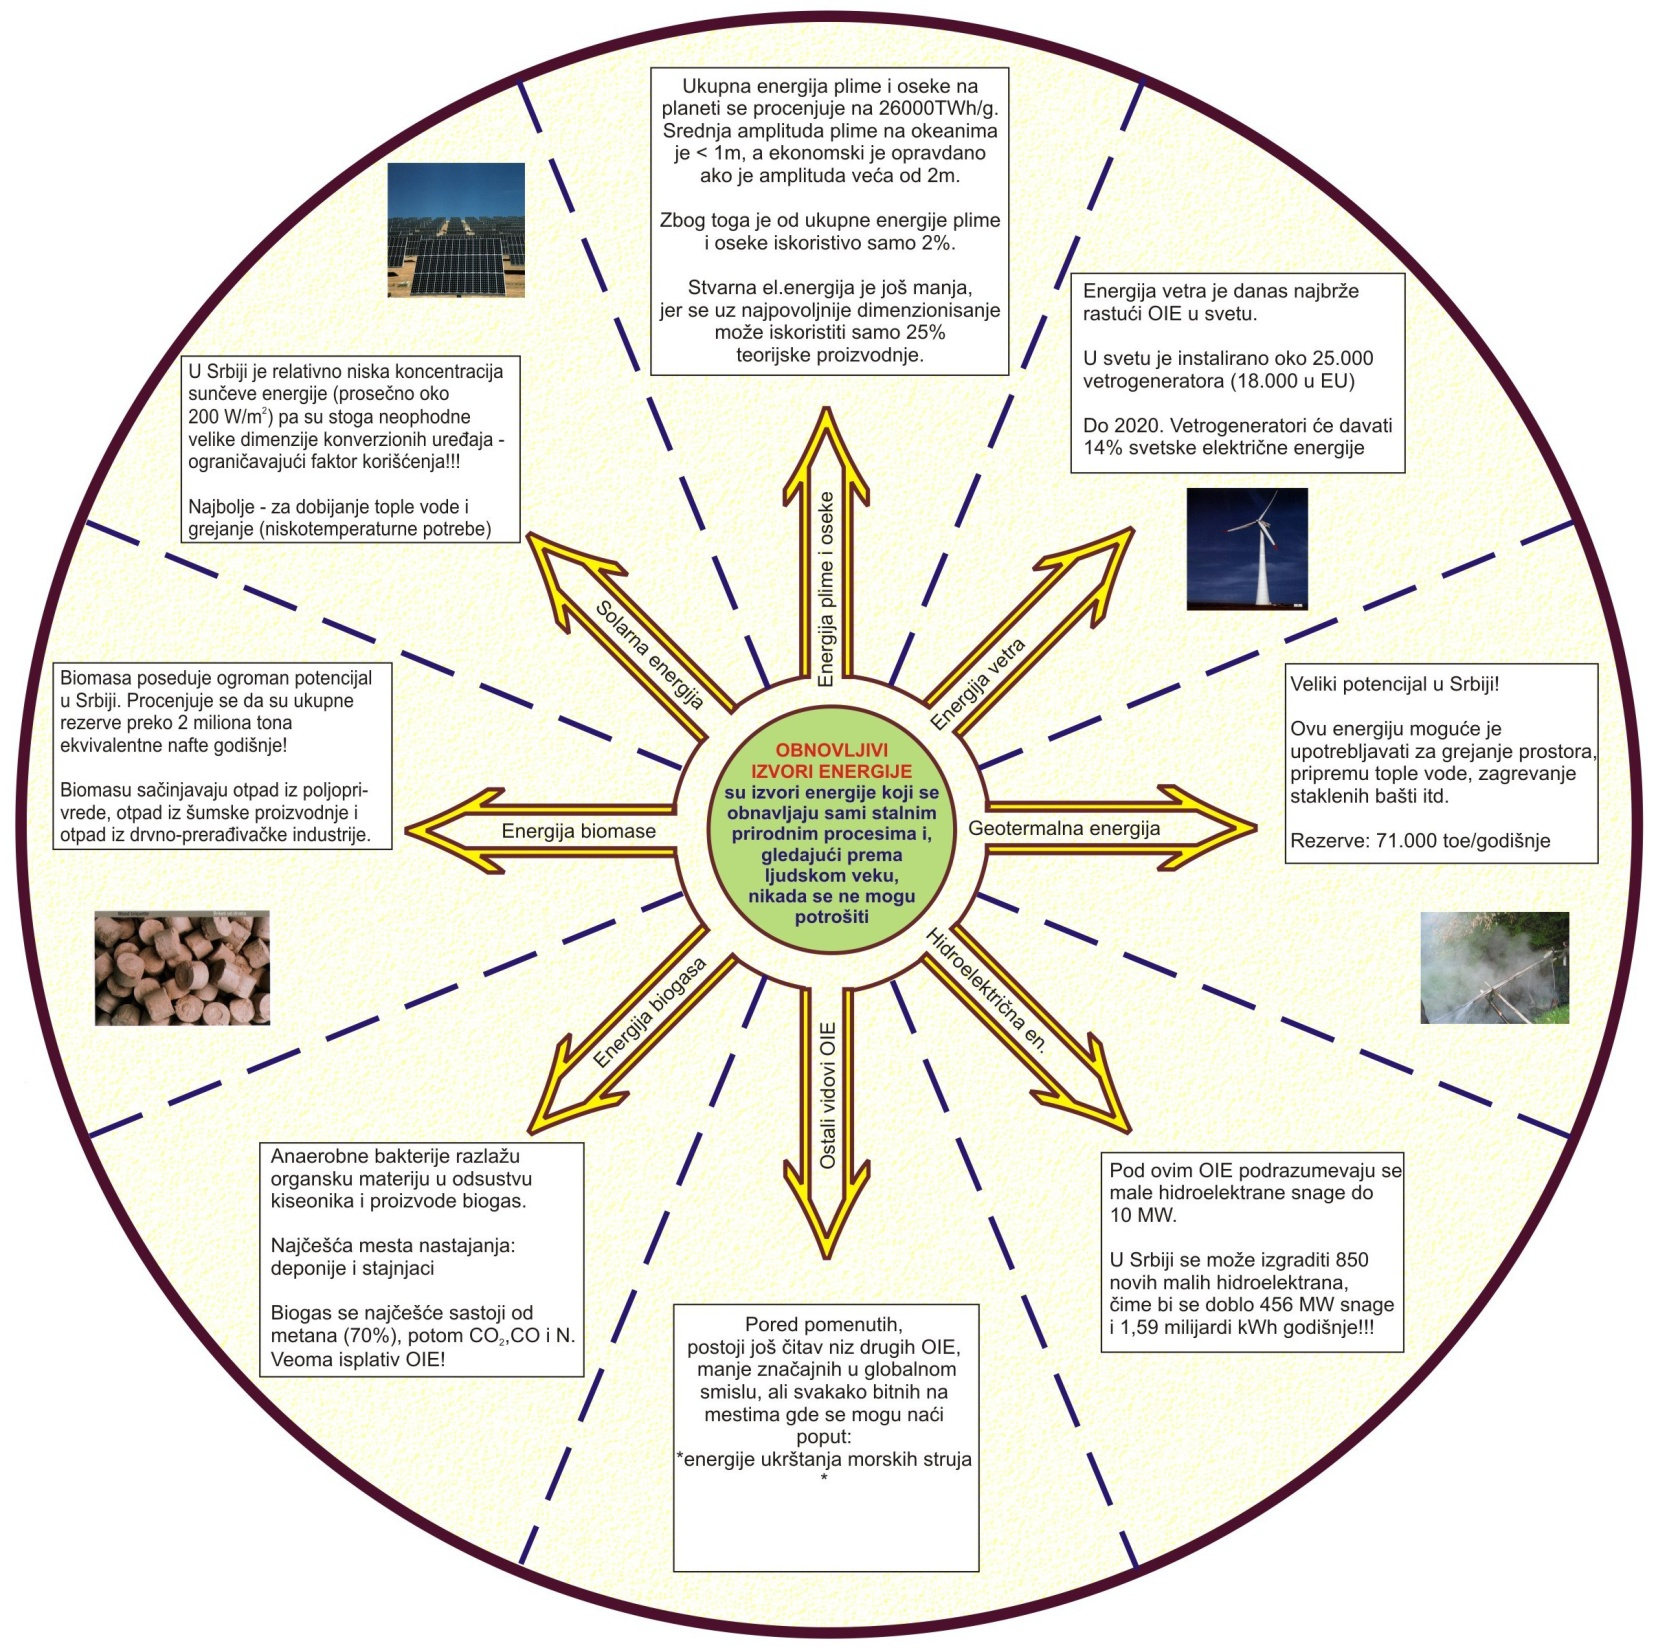 Ukupna energija plime i oseke na
planeti se procenjuje na 26000TWh/g.
Srednja amplituda plime na okeanima
je < 1m, a ekonomski je opravdano
ako je amplituda veća od 2m.
Zbog toga je od ukupne energije plime
i oseke iskoristivo samo 2%.
Stvarna el.energija je još manja,
jer se uz najpovoljnije dimenzionisanje
može iskoristiti samo 25%
teorijske proizvodnje.
Energija vetra je danas najbrže
rastući OIE u svetu.
U svetu je instalirano oko 25.000
vetrogeneratora (18.000 u EU)
Do 2020. Vetrogeneratori će davati
14% svetske električne energije
U Srbiji je relativno niska koncentracija
sunčeve energije (prosečno oko
200 W/m²) pa su stoga neophodne
velike dimenzije konverzionih uređaja -
ograničavajući faktor korišćenja!!!
Najbolje - za dobijanje tople vode i
grejanje (niskotemperaturne potrebe)
Energija plime i oseke
Solarna energija
Energija vetra
Biomasa poseduje ogroman potencijal
u Srbiji. Procenjuje se da su ukupne
rezerve preko 2 miliona tona
ekvivalentne nafte godišnje!
Biomasu sačinjavaju otpad iz poljopri-
vrede, otpad iz šumske proizvodnje i
otpad iz drvno-prerađivačke industrije.
Energija biomase
OBNOVLJIVI
IZVORI ENERGIJE
su izvori energije koji se
obnavljaju sami stalnim
prirodnim procesima i,
gledajući prema
ljudskom veku,
nikada se ne mogu
potrošiti
Geotermalna energija
Veliki potencijal u Srbiji!
Ovu energiju moguće je
upotrebljavati za grejanje prostora,
pripremu tople vode, zagrevanje
staklenih bašti itd.
Rezerve: 71.000 toe/godišnje
Energija biogasa
Ostali vidovi OIE
Hidroelektrična en.
Anaerobne bakterije razlažu
organsku materiju u odsustvu
kiseonika i proizvode biogas.
Najčešća mesta nastajanja:
deponije i stajnjaci
Biogas se najčešće sastoji od
metana (70%), potom CO₂,CO i N.
Veoma isplativ OIE!
Pod ovim OIE podrazumevaju se
male hidroelektrane snage do
10 MW.
U Srbiji se može izgraditi 850
novih malih hidroelektrana,
čime bi se doblo 456 MW snage
i 1,59 milijardi kWh godišnje!!!
Pored pomenutih,
postoji još čitav niz drugih OIE,
manje značajnih u globalnom
smislu, ali svakako bitnih na
mestima gde se mogu naći
poput:
*energije ukrštanja morskih struja
*